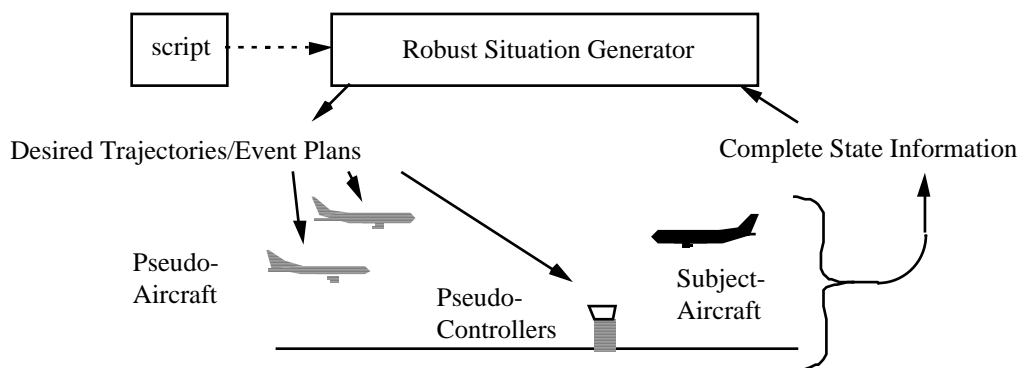 script
Robust Situation Generator
Desired Trajectories/Event Plans
Complete State Information
Pseudo-
Aircraft
Pseudo-
Controllers
Subject-
Aircraft